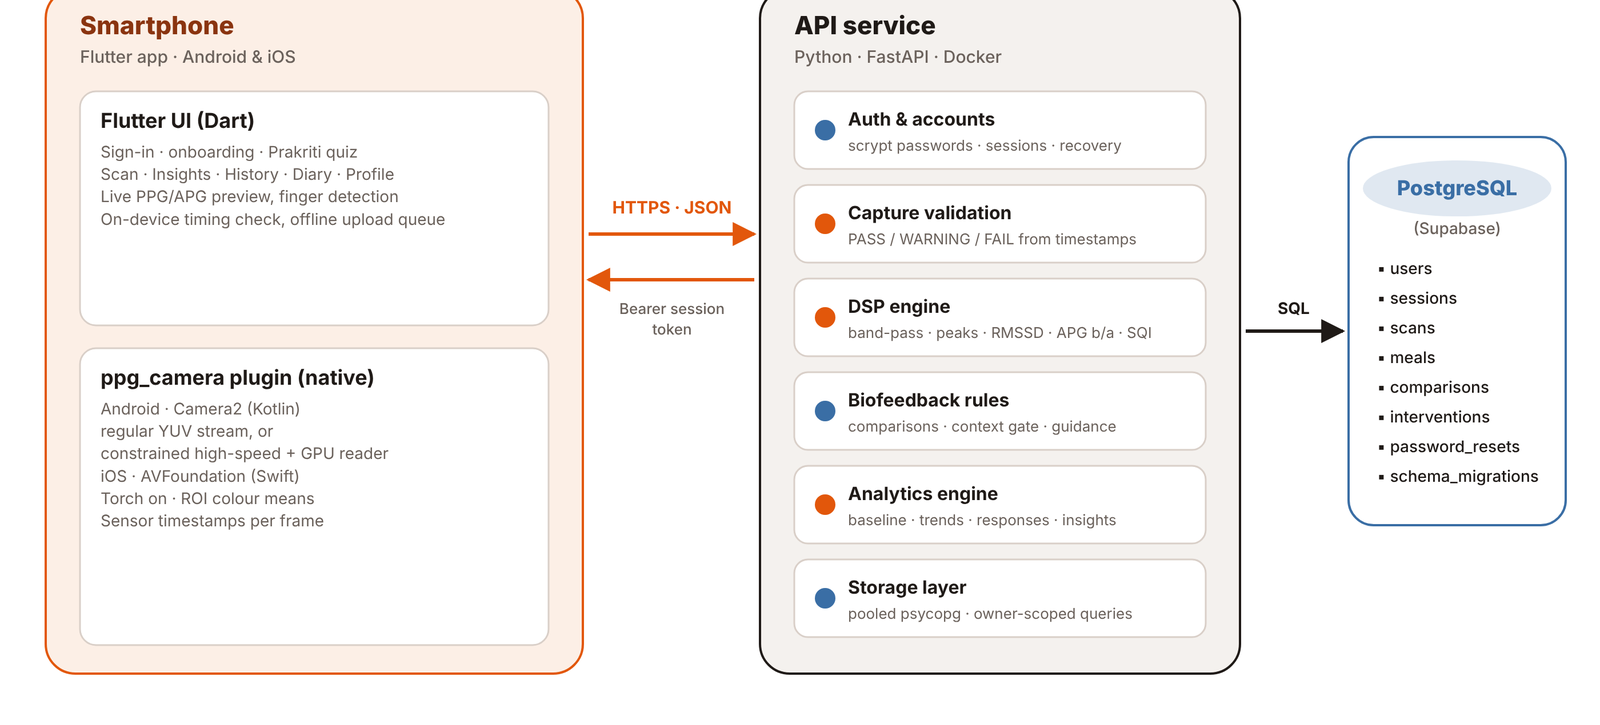 Smartphone
Flutter app · Android & iOS
Flutter UI (Dart)
Sign-in · onboarding · Prakriti quiz
Scan · Insights · History · Diary · Profile
Live PPG/APG preview, finger detection
On-device timing check, offline upload queue
ppg_camera plugin (native)
Android · Camera2 (Kotlin)
regular YUV stream, or
constrained high-speed + GPU reader
iOS · AVFoundation (Swift)
Torch on · ROI colour means
Sensor timestamps per frame
HTTPS · JSON
Bearer session
token
API service
Python · FastAPI · Docker
Auth & accounts
scrypt passwords · sessions · recovery
Capture validation
PASS / WARNING / FAIL from timestamps
DSP engine
band-pass · peaks · RMSSD · APG b/a · SQI
Biofeedback rules
comparisons · context gate · guidance
Analytics engine
baseline · trends · responses · insights
Storage layer
pooled psycopg · owner-scoped queries
SQL
PostgreSQL
(Supabase)
▪ users
▪ sessions
▪ scans
▪ meals
▪ comparisons
▪ interventions
▪ password_resets
▪ schema_migrations